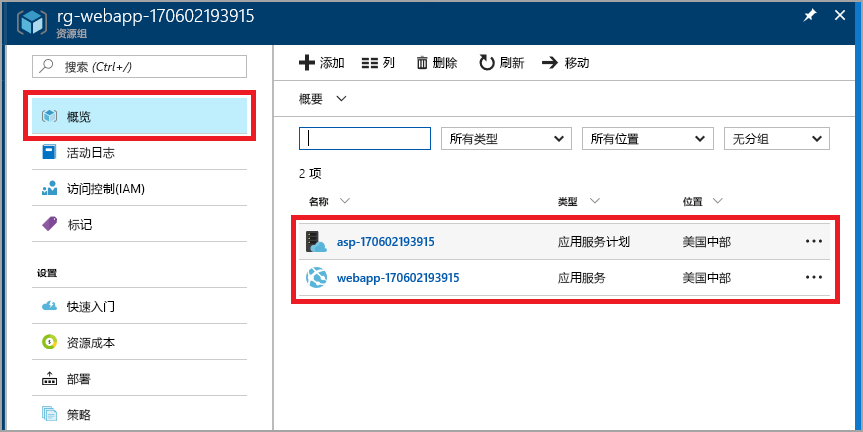 rg-webapp-170602193915
资源组
搜索 (Ctrl+/)
概览
活动日志
访问控制(IAM)
标记
设置
快速入门
资源成本
部署
策略
添加 列 删除 刷新 移动
概要
所有类型 所有位置 无分组
2 项
名称 类型 位置
asp-170602193915 应用服务计划 美国中部
webapp-170602193915 应用服务 美国中部